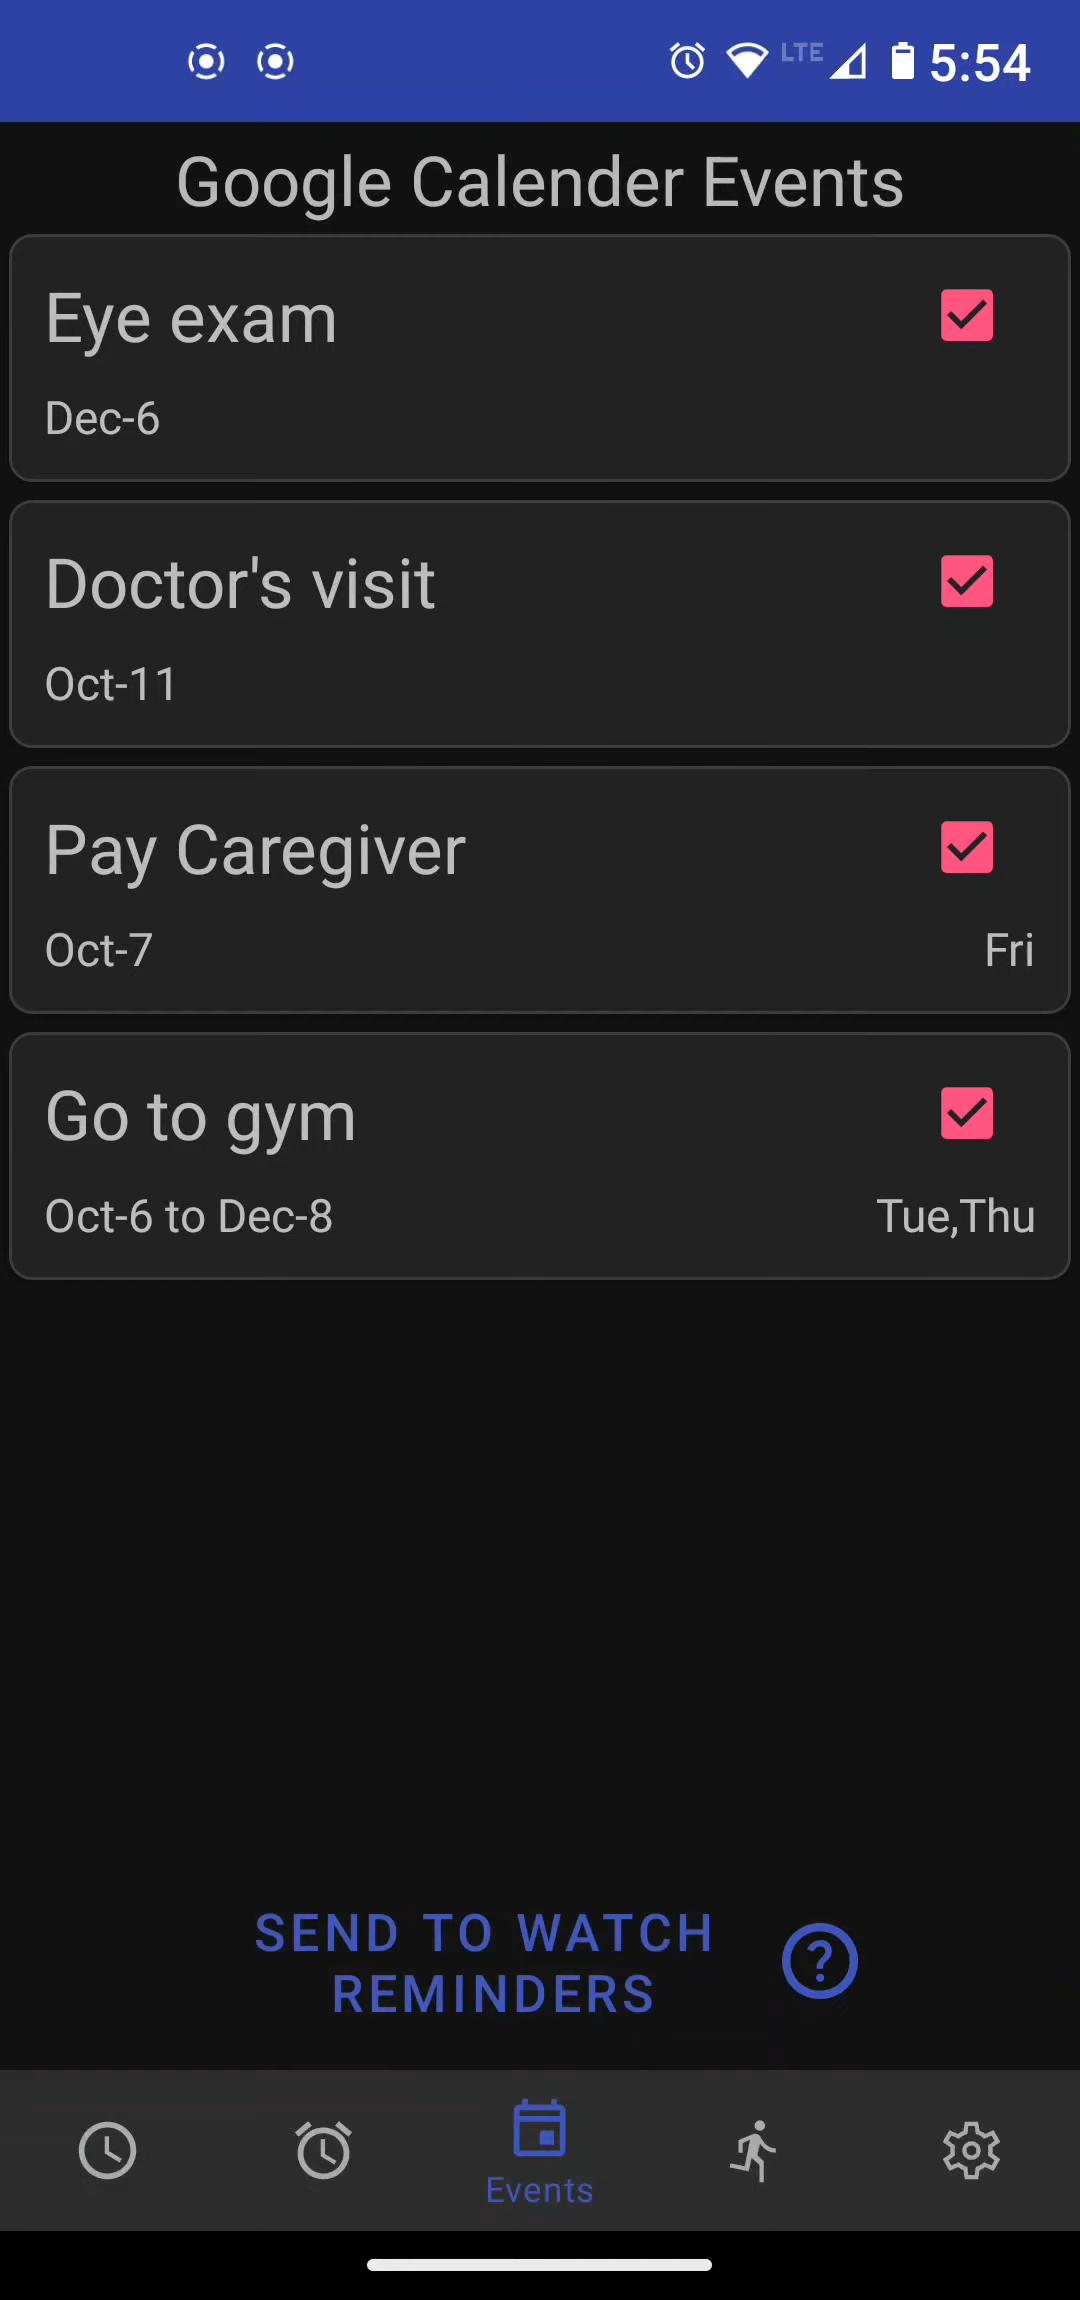 LTE 5:54
Google Calender Events
Eye exam
Dec-6
Doctor's visit
Oct-11
Pay Caregiver
Oct-7 Fri
Go to gym
Oct-6 to Dec-8 Tue,Thu
SEND TO WATCH
REMINDERS
?
Events